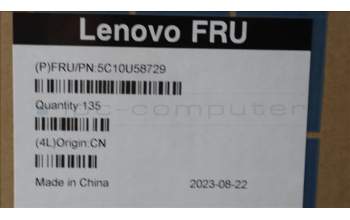 Lenovo FRU
(P)FRU/PN:5C10U58729
Quantity:135
(4L)Origin:CN
Made in China 2023-08-22